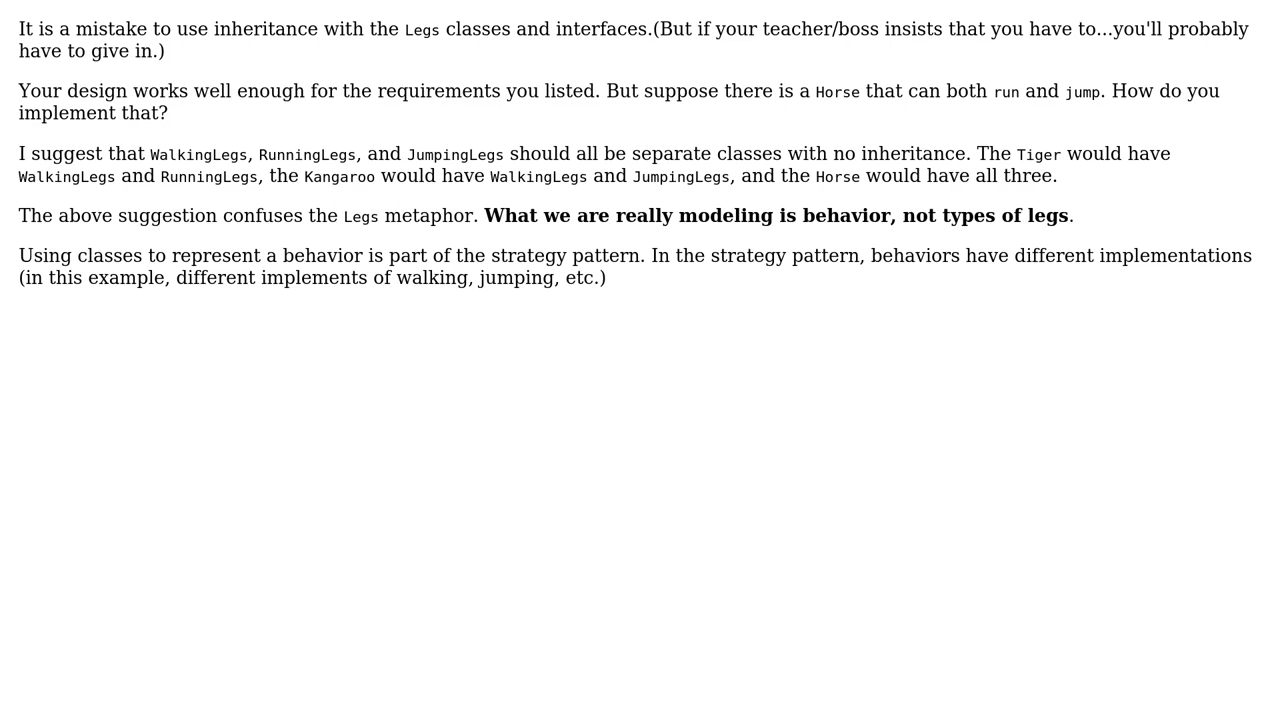 It is a mistake to use inheritance with the Legs classes and interfaces.(But if your teacher/boss insists that you have to...you'll probably
have to give in.)
Your design works well enough for the requirements you listed. But suppose there is a Horse that can both run and jump. How do you
implement that?
I suggest that WalkingLegs, RunningLegs, and JumpingLegs should all be separate classes with no inheritance. The Tiger would have
WalkingLegs and RunningLegs, the Kangaroo would have WalkingLegs and JumpingLegs, and the Horse would have all three.
The above suggestion confuses the Legs metaphor. What we are really modeling is behavior, not types of legs.
Using classes to represent a behavior is part of the strategy pattern. In the strategy pattern, behaviors have different implementations
(in this example, different implements of walking, jumping, etc.)